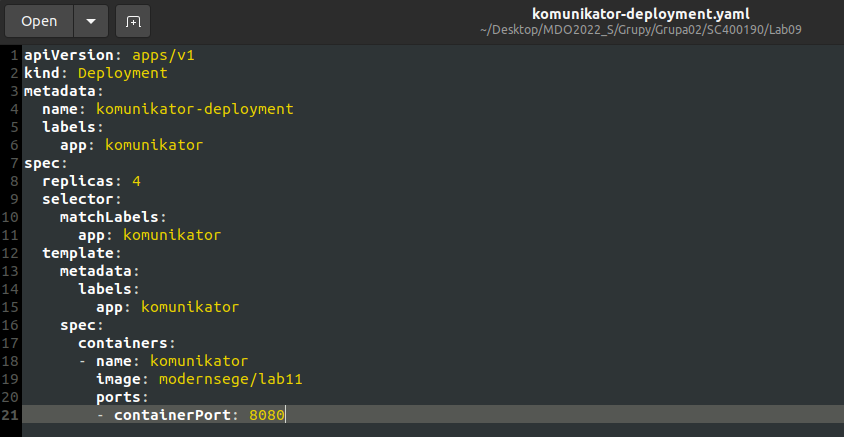 Open
komunikator-deployment.yaml
~/Desktop/MDO2022_S/Grupy/Grupa02/SC400190/Lab09
1 apiVersion: apps/v1
2 kind: Deployment
3 metadata:
4   name: komunikator-deployment
5   labels:
6     app: komunikator
7 spec:
8   replicas: 4
9   selector:
10     matchLabels:
11       app: komunikator
12   template:
13     metadata:
14       labels:
15         app: komunikator
16     spec:
17       containers:
18       - name: komunikator
19         image: modernsege/lab11
20         ports:
21         - containerPort: 8080